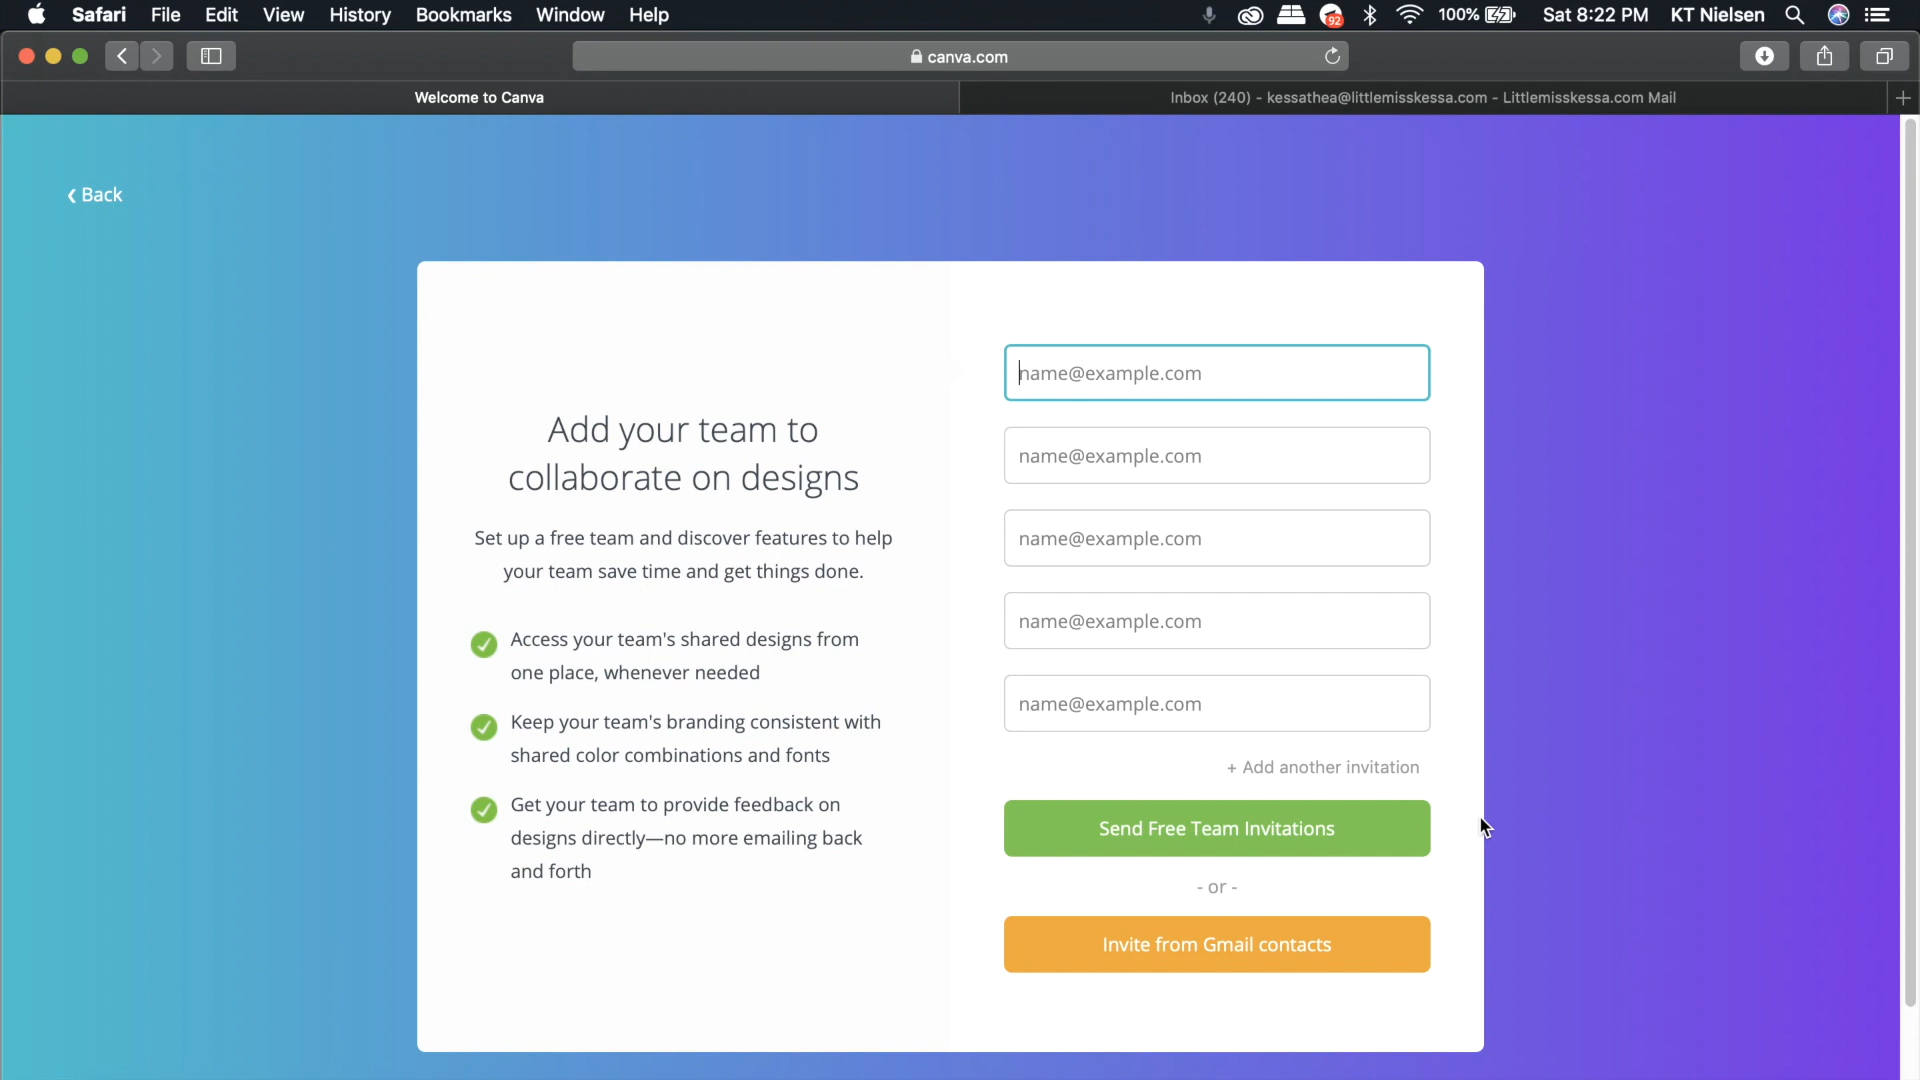 Safari File Edit View History Bookmarks Window Help 92 100% Sat 8:22 PM KT Nielsen
canva.com
Welcome to Canva
Inbox (240) - kessathea@littlemisskessa.com - Littlemisskessa.com Mail
‹ Back
Add your team to
collaborate on designs
Set up a free team and discover features to help
your team save time and get things done.
Access your team's shared designs from
one place, whenever needed
Keep your team's branding consistent with
shared color combinations and fonts
Get your team to provide feedback on
designs directly—no more emailing back
and forth
name@example.com
name@example.com
name@example.com
name@example.com
name@example.com
+ Add another invitation
Send Free Team Invitations
- or -
Invite from Gmail contacts